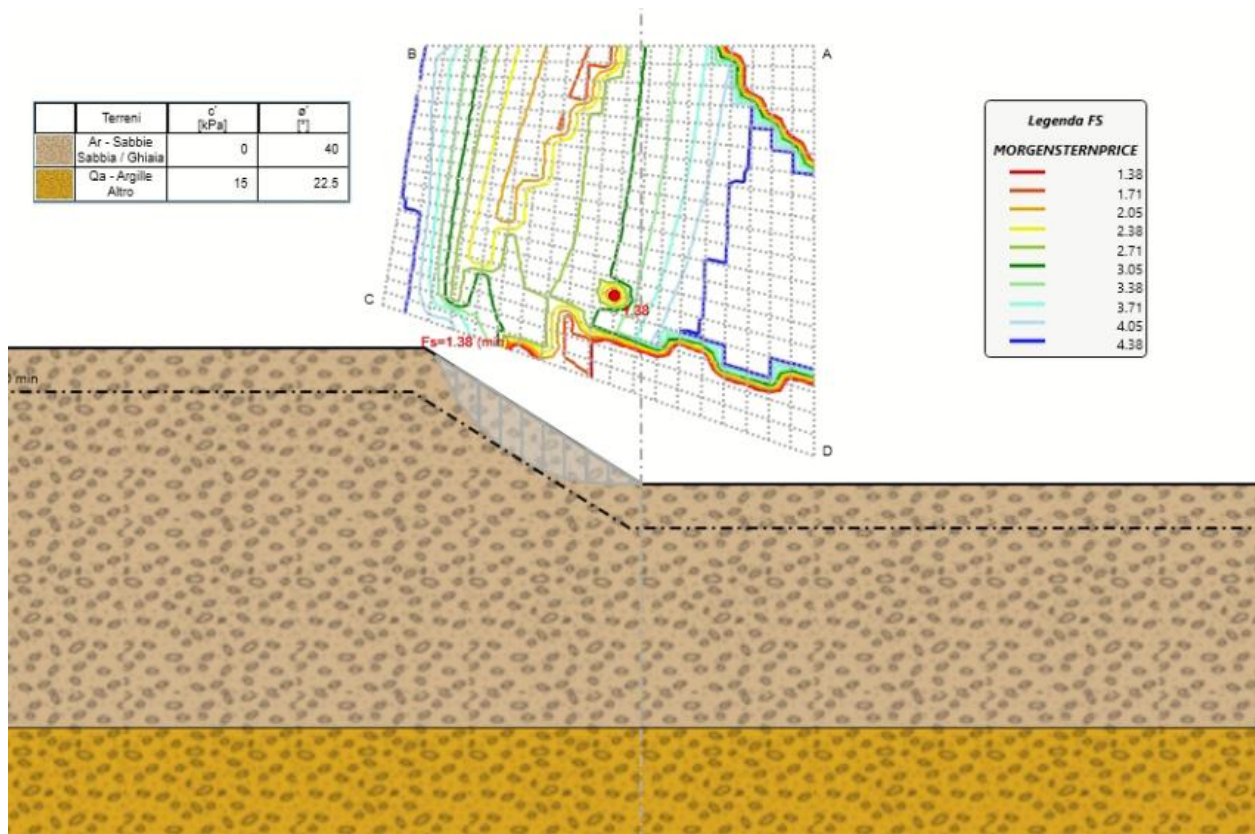 B
A
Terreni
c'
[kPa]
ø'
[°]
Ar - Sabbie
Sabbia / Ghiaia
0
40
Qa - Argille
Altro
15
22.5
Legenda FS
MORGENSTERNPRICE
1.38
1.71
2.05
2.38
2.71
3.05
3.38
3.71
4.05
4.38
C
1.38
Fs=1.38 (min)
min
D